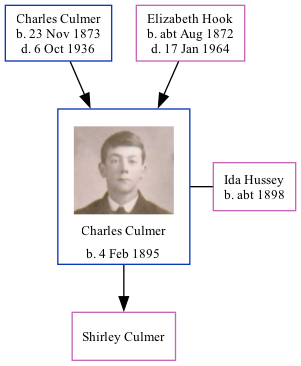 Charles Culmer
b. 23 Nov 1873
d. 6 Oct 1936
Elizabeth Hook
b. abt Aug 1872
d. 17 Jan 1964
Charles Culmer
b. 4 Feb 1895
Ida Hussey
b. abt 1898
Shirley Culmer